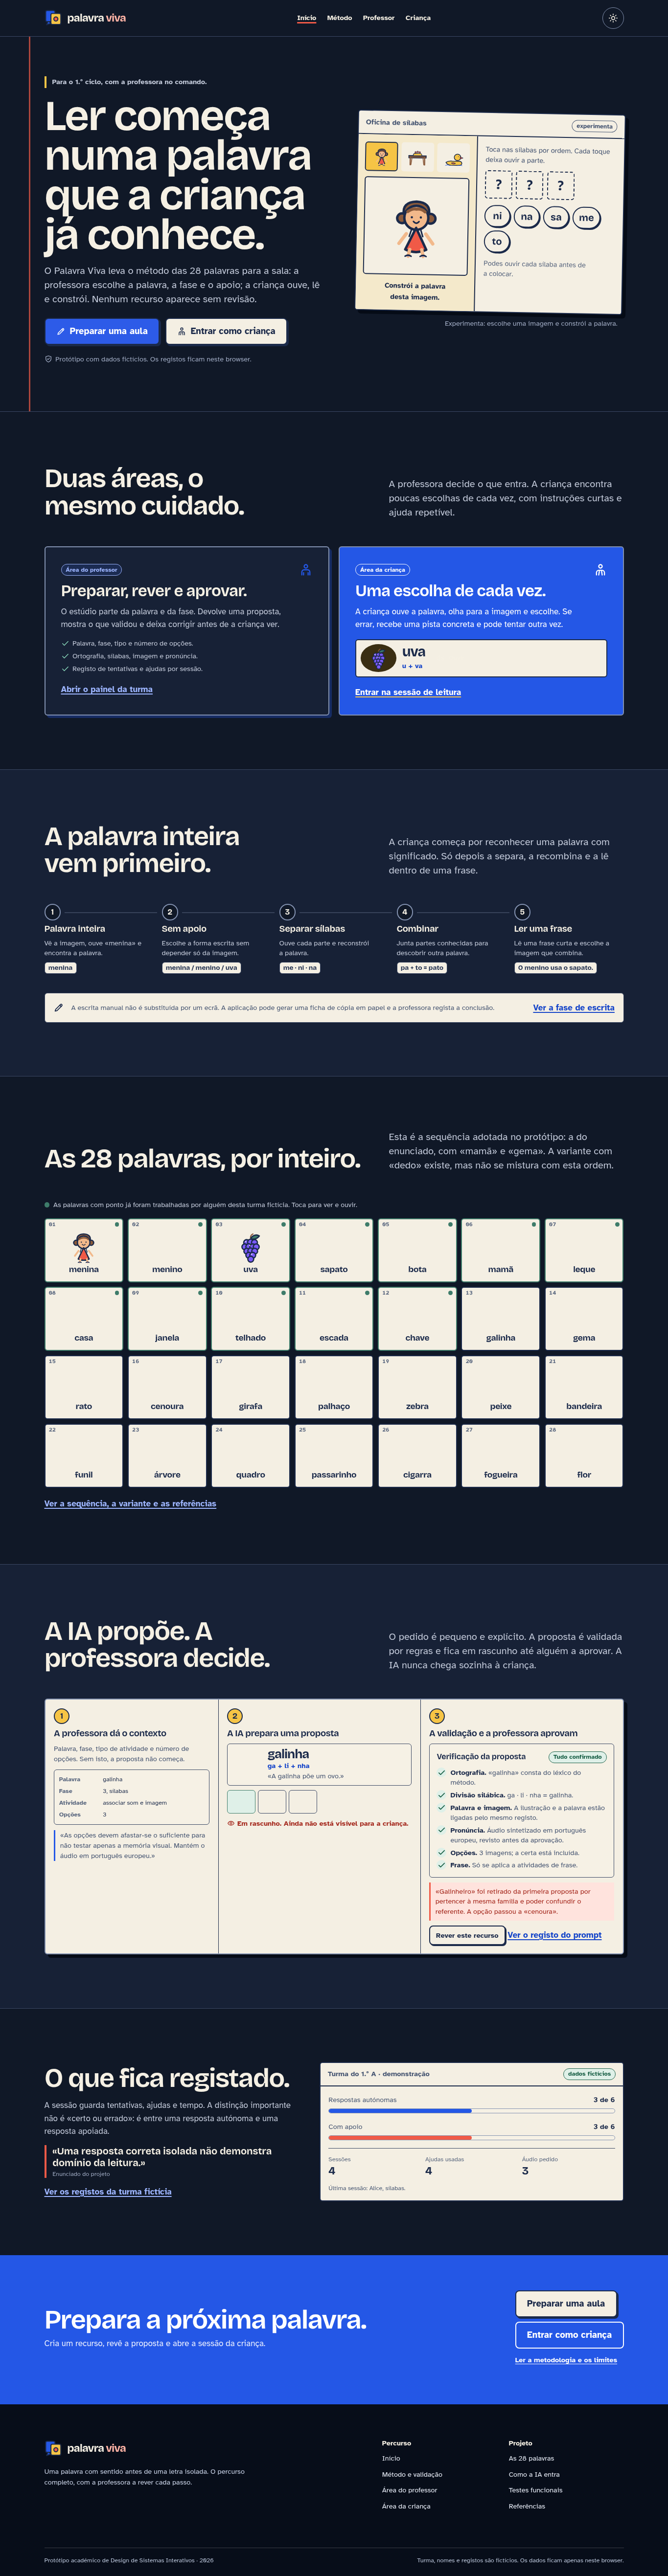 palavra viva
Início
Método
Professor
Criança
Para o 1.º ciclo, com a professora no comando.
Ler começa
numa palavra
que a criança
já conhece.
O Palavra Viva leva o método das 28 palavras para a sala: a
professora escolhe a palavra, a fase e o apoio; a criança ouve, lê
e constrói. Nenhum recurso aparece sem revisão.
Preparar uma aula
Entrar como criança
Protótipo com dados fictícios. Os registos ficam neste browser.
Oficina de sílabas
experimenta
Constrói a palavra
desta imagem.
Toca nas sílabas por ordem. Cada toque
deixa ouvir a parte.
? ? ?
ni na sa me
to
Podes ouvir cada sílaba antes de
a colocar.
Experimenta: escolhe uma imagem e constrói a palavra.
Duas áreas, o
mesmo cuidado.
A professora decide o que entra. A criança encontra
poucas escolhas de cada vez, com instruções curtas e
ajuda repetível.
Área do professor
Preparar, rever e aprovar.
O estúdio parte da palavra e da fase. Devolve uma proposta,
mostra o que validou e deixa corrigir antes de a criança ver.
Palavra, fase, tipo e número de opções.
Ortografia, sílabas, imagem e pronúncia.
Registo de tentativas e ajudas por sessão.
Abrir o painel da turma
Área da criança
Uma escolha de cada vez.
A criança ouve a palavra, olha para a imagem e escolhe. Se
errar, recebe uma pista concreta e pode tentar outra vez.
uva
u + va
Entrar na sessão de leitura
A palavra inteira
vem primeiro.
A criança começa por reconhecer uma palavra com
significado. Só depois a separa, a recombina e a lê
dentro de uma frase.
1
Palavra inteira
Vê a imagem, ouve «menina» e
encontra a palavra.
menina
2
Sem apoio
Escolhe a forma escrita sem
depender só da imagem.
menina / menino / uva
3
Separar sílabas
Ouve cada parte e reconstrói
a palavra.
me · ni · na
4
Combinar
Junta partes conhecidas para
descobrir outra palavra.
pa + to = pato
5
Ler uma frase
Lê uma frase curta e escolhe a
imagem que combina.
O menino usa o sapato.
A escrita manual não é substituída por um ecrã. A aplicação pode gerar uma ficha de cópia em papel e a professora regista a conclusão.
Ver a fase de escrita
As 28 palavras, por inteiro.
Esta é a sequência adotada no protótipo: a do
enunciado, com «mamã» e «gema». A variante com
«dedo» existe, mas não se mistura com esta ordem.
As palavras com ponto já foram trabalhadas por alguém desta turma fictícia. Toca para ver e ouvir.
01 menina
02 menino
03 uva
04 sapato
05 bota
06 mamã
07 leque
08 casa
09 janela
10 telhado
11 escada
12 chave
13 galinha
14 gema
15 rato
16 cenoura
17 girafa
18 palhaço
19 zebra
20 peixe
21 bandeira
22 funil
23 árvore
24 quadro
25 passarinho
26 cigarra
27 fogueira
28 flor
Ver a sequência, a variante e as referências
A IA propõe. A
professora decide.
O pedido é pequeno e explícito. A proposta é validada
por regras e fica em rascunho até alguém a aprovar. A
IA nunca chega sozinha à criança.
1
A professora dá o contexto
Palavra, fase, tipo de atividade e número de
opções. Sem isto, a proposta não começa.
Palavra galinha
Fase 3, sílabas
Atividade associar som e imagem
Opções 3
«As opções devem afastar-se o suficiente para
não testar apenas a memória visual. Mantém o
áudio em português europeu.»
2
A IA prepara uma proposta
galinha
ga + li + nha
«A galinha põe um ovo.»
Em rascunho. Ainda não está visível para a criança.
3
A validação e a professora aprovam
Verificação da proposta
Tudo confirmado
Ortografia. «galinha» consta do léxico do
método.
Divisão silábica. ga · li · nha = galinha.
Palavra e imagem. A ilustração e a palavra estão
ligadas pelo mesmo registo.
Pronúncia. Áudio sintetizado em português
europeu, revisto antes da aprovação.
Opções. 3 imagens; a certa está incluída.
Frase. Só se aplica a atividades de frase.
«Galinheiro» foi retirado da primeira proposta por
pertencer à mesma família e poder confundir o
referente. A opção passou a «cenoura».
Rever este recurso
Ver o registo do prompt
O que fica registado.
A sessão guarda tentativas, ajudas e tempo. A distinção importante
não é «certo ou errado»: é entre uma resposta autónoma e uma
resposta apoiada.
«Uma resposta correta isolada não demonstra
domínio da leitura.»
Enunciado do projeto
Ver os registos da turma fictícia
Turma do 1.º A · demonstração
dados fictícios
Respostas autónomas 3 de 6
Com apoio 3 de 6
Sessões
4
Ajudas usadas
4
Áudio pedido
3
Última sessão: Alice, sílabas.
Prepara a próxima palavra.
Cria um recurso, revê a proposta e abre a sessão da criança.
Preparar uma aula
Entrar como criança
Ler a metodologia e os limites
palavra viva
Uma palavra com sentido antes de uma letra isolada. O percurso
completo, com a professora a rever cada passo.
Percurso
Início
Método e validação
Área do professor
Área da criança
Projeto
As 28 palavras
Como a IA entra
Testes funcionais
Referências
Protótipo académico de Design de Sistemas Interativos · 2026
Turma, nomes e registos são fictícios. Os dados ficam apenas neste browser.